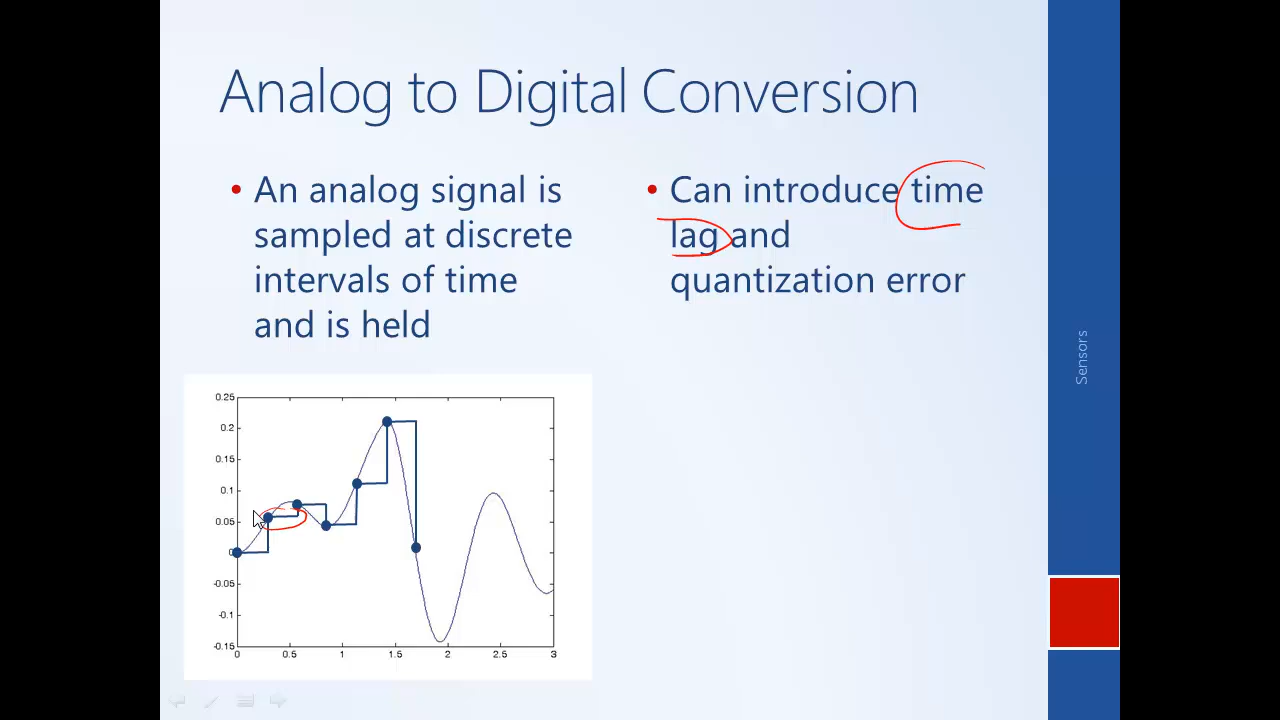 Analog to Digital Conversion
• An analog signal is
sampled at discrete
intervals of time
and is held
• Can introduce time
lag and
quantization error
Sensors
0.25
0.2
0.15
0.1
0.05
0
-0.05
-0.1
-0.15
0 0.5 1 1.5 2 2.5 3